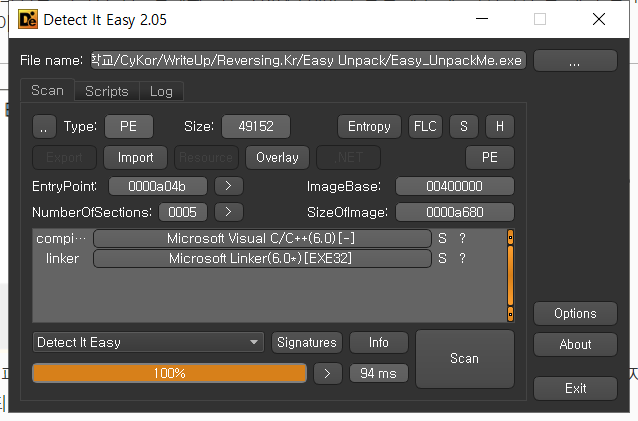 Detect It Easy 2.05
File name: 학교/CyKor/WriteUp/Reversing.Kr/Easy Unpack/Easy_UnpackMe.exe ...
Scan Scripts Log
.. Type: PE Size: 49152 Entropy FLC S H
Export Import Resource Overlay .NET PE
EntryPoint: 0000a04b > ImageBase: 00400000
NumberOfSections: 0005 > SizeOfImage: 0000a680
compi··· Microsoft Visual C/C++(6.0)[-] S ?
linker Microsoft Linker(6.0*)[EXE32] S ?
Options
Detect It Easy Signatures Info Scan About
100% > 94 ms
Exit